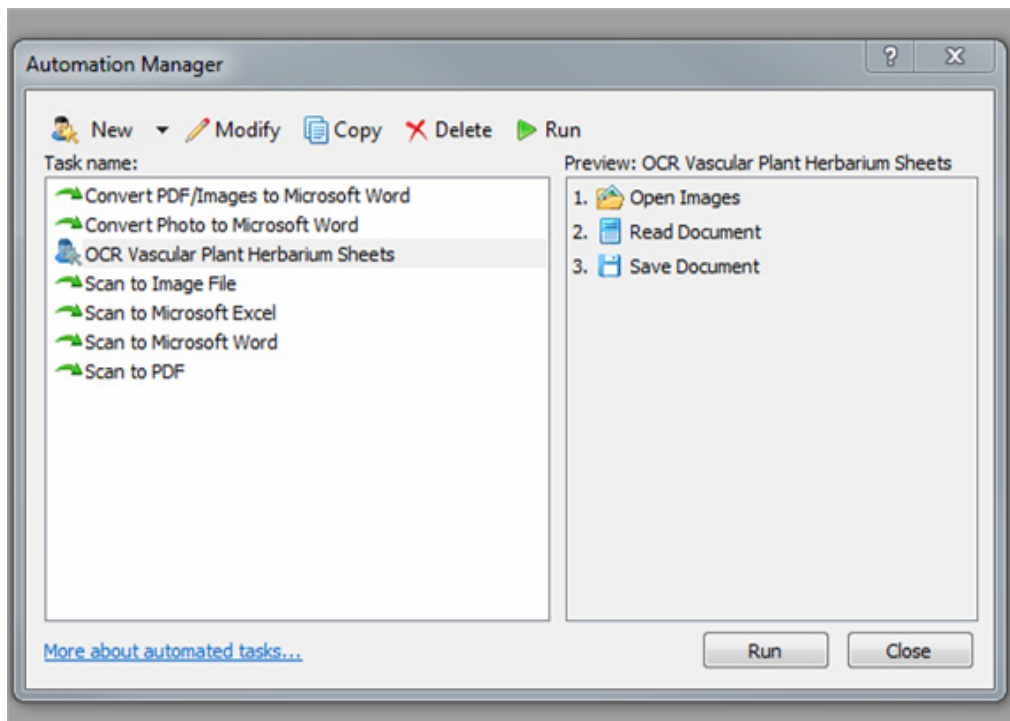 Automation Manager
New Modify Copy Delete Run
Task name:
Convert PDF/Images to Microsoft Word
Convert Photo to Microsoft Word
OCR Vascular Plant Herbarium Sheets
Scan to Image File
Scan to Microsoft Excel
Scan to Microsoft Word
Scan to PDF
Preview: OCR Vascular Plant Herbarium Sheets
1. Open Images
2. Read Document
3. Save Document
More about automated tasks...
Run Close